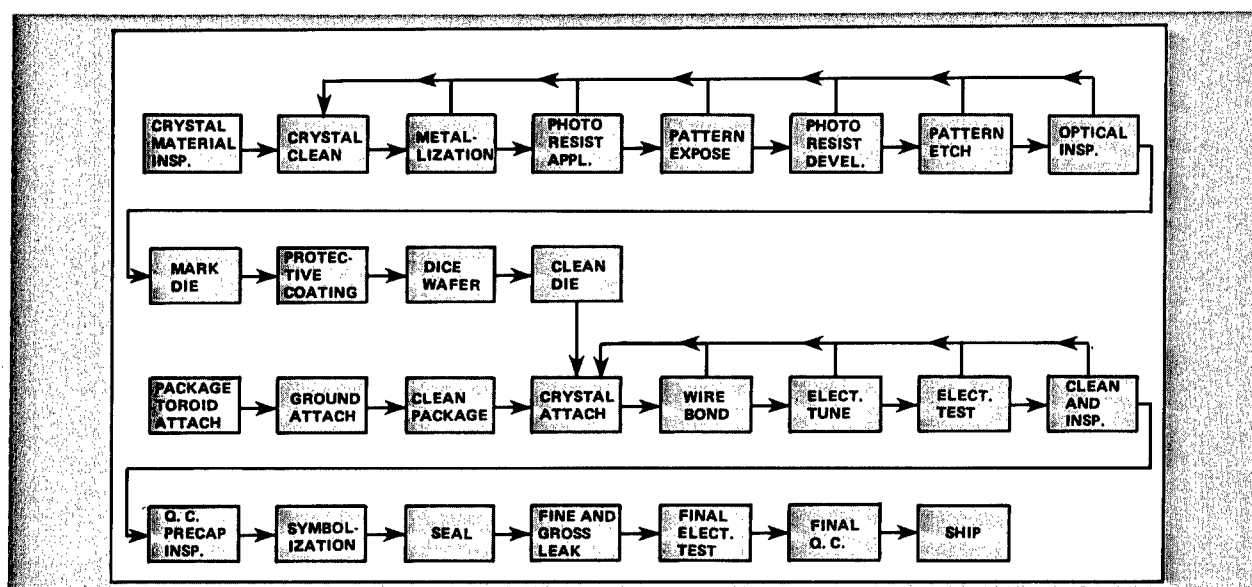 CRYSTAL
MATERIAL
INSP.
CRYSTAL
CLEAN
METAL-
LIZATION
PHOTO
RESIST
APPL.
PATTERN
EXPOSE
PHOTO
RESIST
DEVEL.
PATTERN
ETCH
OPTICAL
INSP.
MARK
DIE
PROTEC-
TIVE
COATING
DICE
WAFER
CLEAN
DIE
PACKAGE
TOROID
ATTACH
GROUND
ATTACH
CLEAN
PACKAGE
CRYSTAL
ATTACH
WIRE
BOND
ELECT.
TUNE
ELECT.
TEST
CLEAN
AND
INSP.
Q. C.
PRECAP
INSP.
SYMBOL-
IZATION
SEAL
FINE AND
GROSS
LEAK
FINAL
ELECT.
TEST
FINAL
Q. C.
SHIP